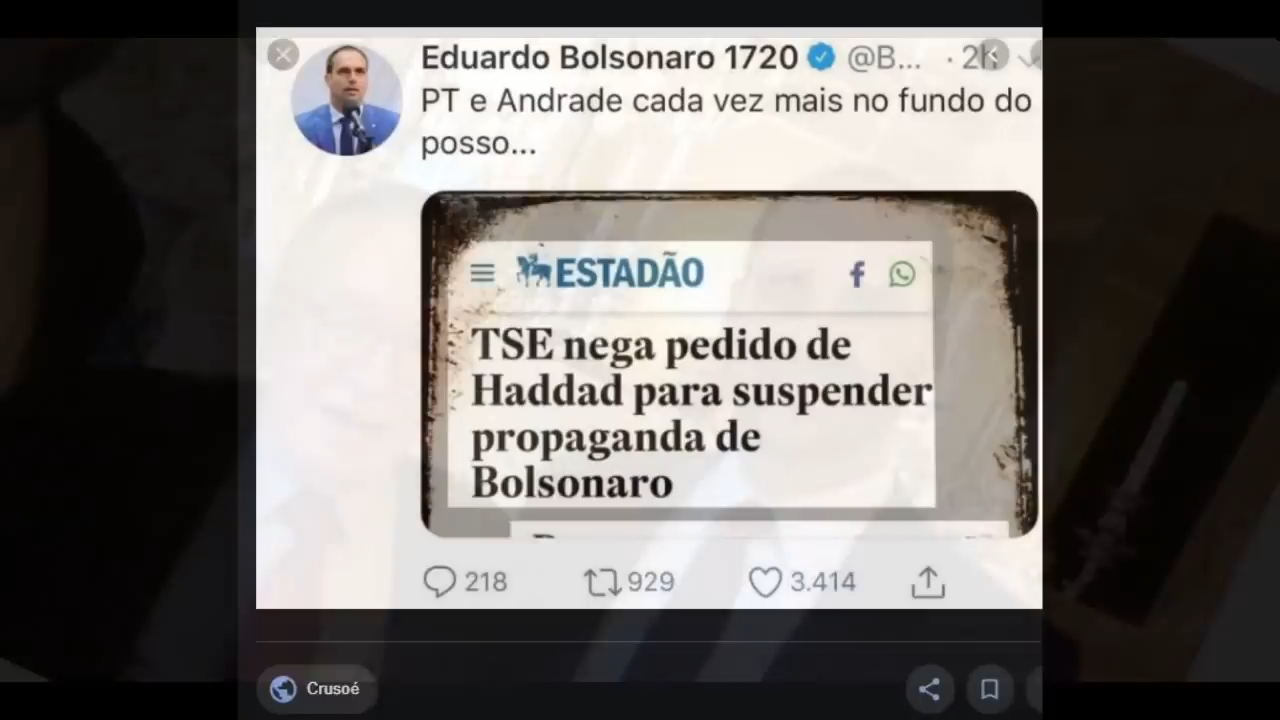 Eduardo Bolsonaro 1720 @B... · 2h
PT e Andrade cada vez mais no fundo do
posso...
ESTADÃO
TSE nega pedido de
Haddad para suspender
propaganda de
Bolsonaro
218 929 3.414
Crusoé